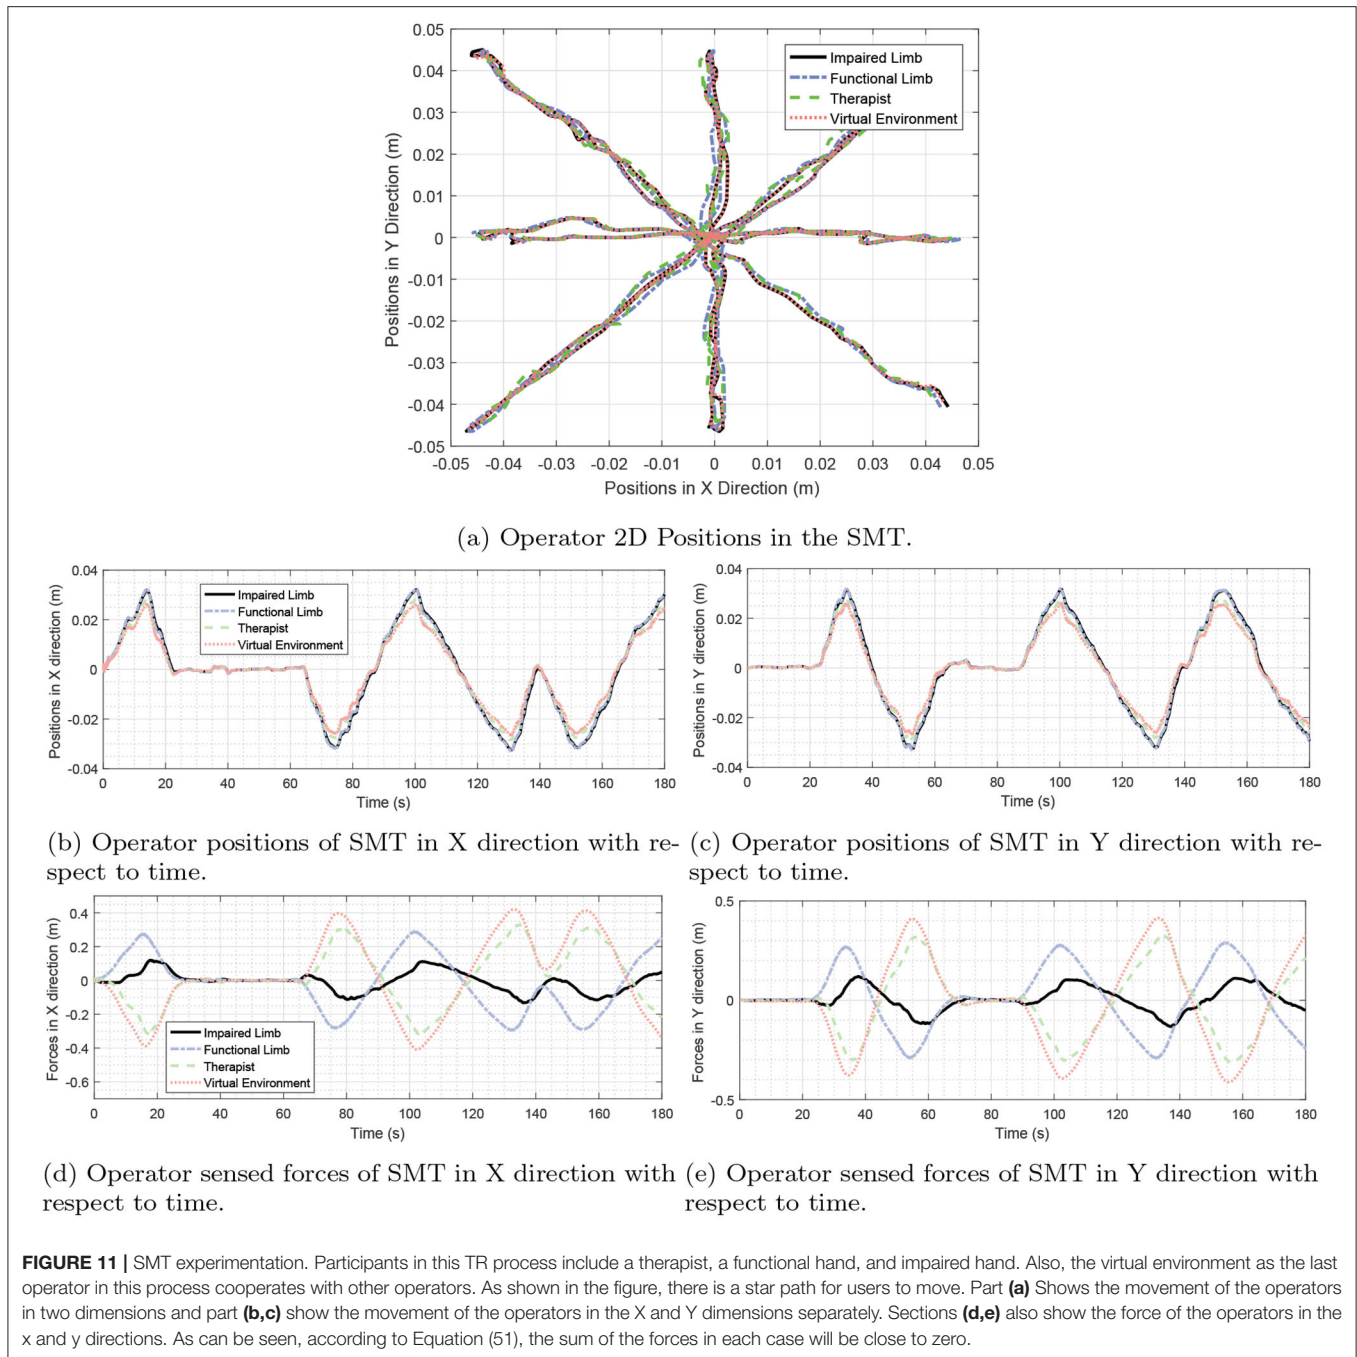 0.05
0.04
0.03
0.02
0.01
0
-0.01
-0.02
-0.03
-0.04
-0.05
Positions in Y Direction (m)
Impaired Limb
Functional Limb
Therapist
Virtual Environment
-0.05 -0.04 -0.03 -0.02 -0.01 0 0.01 0.02 0.03 0.04 0.05
Positions in X Direction (m)
(a) Operator 2D Positions in the SMT.
0.04
0.02
0
-0.02
-0.04
Positions in X direction (m)
Impaired Limb
Functional Limb
Therapist
Virtual Environment
0 20 40 60 80 100 120 140 160 180
Time (s)
0.04
0.02
0
-0.02
-0.04
Positions in Y direction (m)
0 20 40 60 80 100 120 140 160 180
Time (s)
(b) Operator positions of SMT in X direction with re-
spect to time.
(c) Operator positions of SMT in Y direction with re-
spect to time.
0.4
0.2
0
-0.2
-0.4
-0.6
Forces in X direction (m)
Impaired Limb
Functional Limb
Therapist
Virtual Environment
0 20 40 60 80 100 120 140 160 180
Time (s)
0.5
0
-0.5
Forces in Y direction (m)
0 20 40 60 80 100 120 140 160 180
Time (s)
(d) Operator sensed forces of SMT in X direction with
respect to time.
(e) Operator sensed forces of SMT in Y direction with
respect to time.
FIGURE 11 | SMT experimentation. Participants in this TR process include a therapist, a functional hand, and impaired hand. Also, the virtual environment as the last
operator in this process cooperates with other operators. As shown in the figure, there is a star path for users to move. Part (a) Shows the movement of the operators
in two dimensions and part (b,c) show the movement of the operators in the X and Y dimensions separately. Sections (d,e) also show the force of the operators in the
x and y directions. As can be seen, according to Equation (51), the sum of the forces in each case will be close to zero.